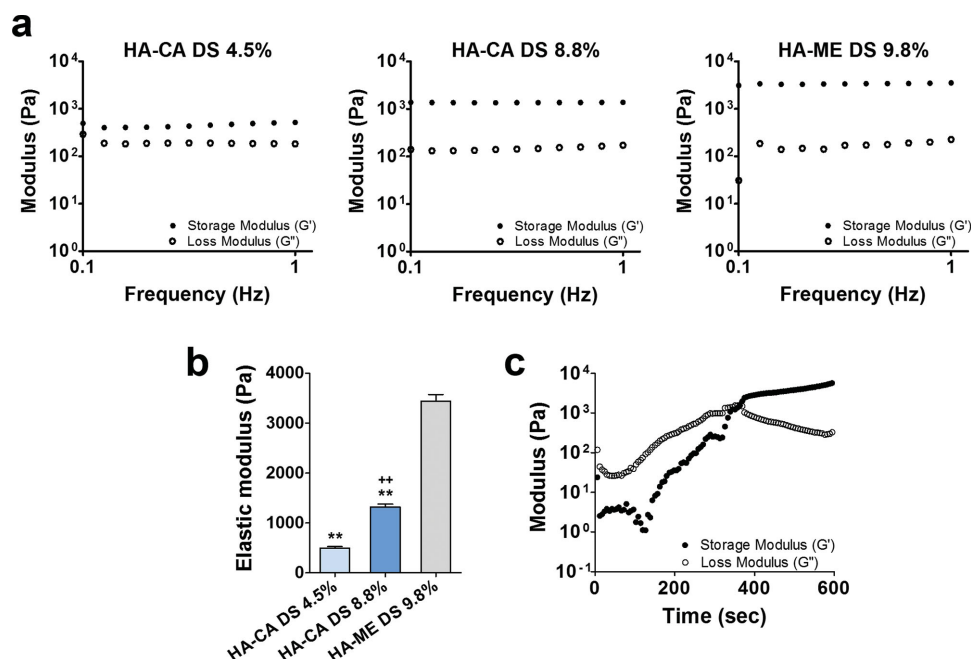 a
HA-CA DS 4.5%
Modulus (Pa)
10⁴
10³
10²
10¹
10⁰
Storage Modulus (G')
Loss Modulus (G")
0.1
1
Frequency (Hz)
HA-CA DS 8.8%
Modulus (Pa)
10⁴
10³
10²
10¹
10⁰
Storage Modulus (G')
Loss Modulus (G")
0.1
1
Frequency (Hz)
HA-ME DS 9.8%
Modulus (Pa)
10⁴
10³
10²
10¹
10⁰
Storage Modulus (G')
Loss Modulus (G")
0.1
1
Frequency (Hz)
b
Elastic modulus (Pa)
4000
3000
2000
1000
0
**
++
**
HA-CA DS 4.5%
HA-CA DS 8.8%
HA-ME DS 9.8%
c
Modulus (Pa)
10⁴
10³
10²
10¹
10⁰
10⁻¹
Storage Modulus (G')
Loss Modulus (G")
0
200
400
600
Time (sec)